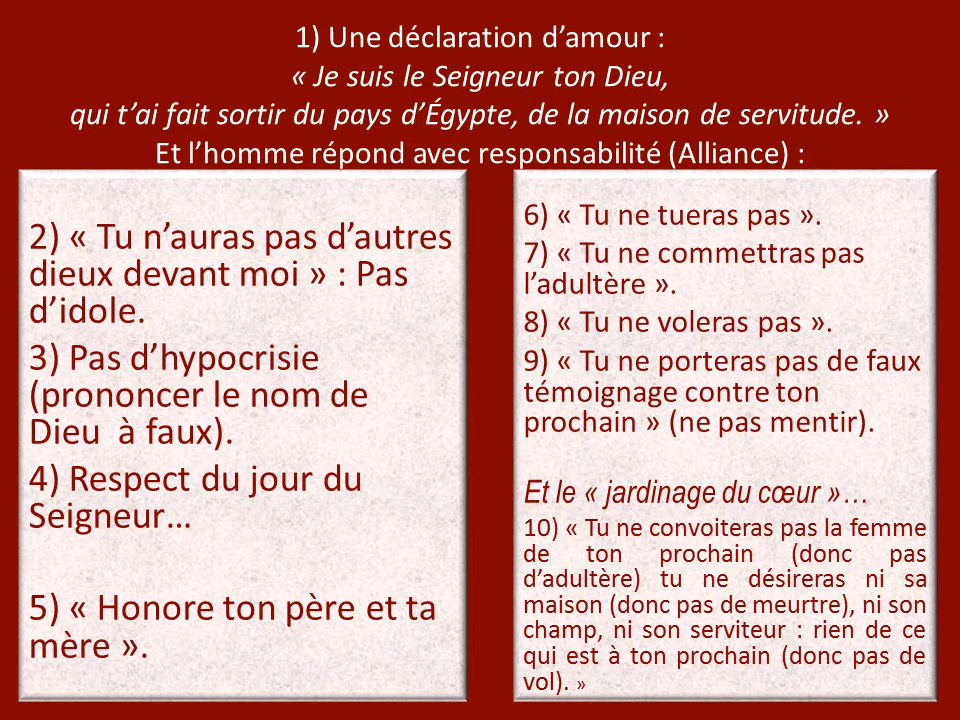 1) Une déclaration d’amour :
« Je suis le Seigneur ton Dieu,
qui t’ai fait sortir du pays d’Égypte, de la maison de servitude. »
Et l’homme répond avec responsabilité (Alliance) :
2) « Tu n’auras pas d’autres
dieux devant moi » : Pas
d’idole.
3) Pas d’hypocrisie
(prononcer le nom de
Dieu à faux).
4) Respect du jour du
Seigneur…
5) « Honore ton père et ta
mère ».
6) « Tu ne tueras pas ».
7) « Tu ne commettras pas
l’adultère ».
8) « Tu ne voleras pas ».
9) « Tu ne porteras pas de faux
témoignage contre ton
prochain » (ne pas mentir).
Et le « jardinage du cœur »…
10) « Tu ne convoiteras pas la femme
de ton prochain (donc pas
d’adultère) tu ne désireras ni sa
maison (donc pas de meurtre), ni son
champ, ni son serviteur : rien de ce
qui est à ton prochain (donc pas de
vol). »